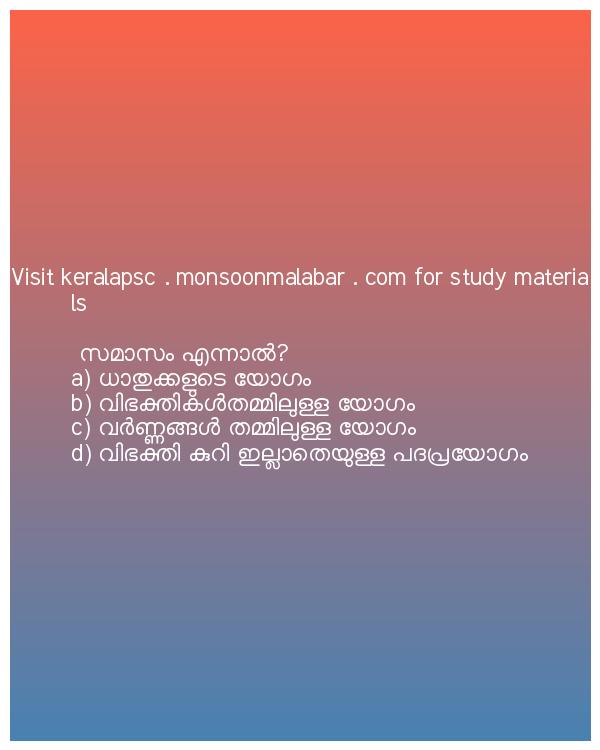 Visit keralapsc . monsoonmalabar . com for study materia
ls
സമാസം എന്നാൽ?
a) ധാതുക്കളുടെ യോഗം
b) വിഭക്തികൾതമ്മിലുള്ള യോഗം
c) വർണ്ണങ്ങൾ തമ്മിലുള്ള യോഗം
d) വിഭക്തി കുറി ഇല്ലാതെയുള്ള പദപ്രയോഗം